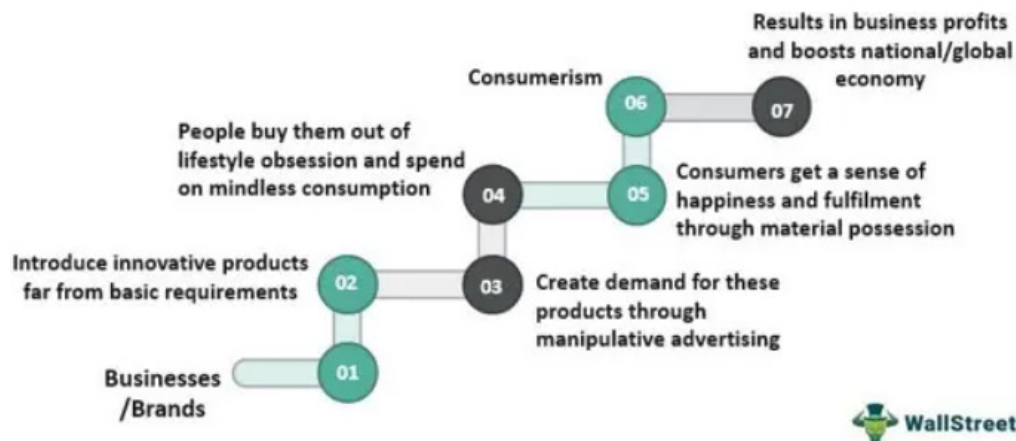 Businesses
/Brands
01
Introduce innovative products
far from basic requirements
02
03
Create demand for these
products through
manipulative advertising
People buy them out of
lifestyle obsession and spend
on mindless consumption
04
05
Consumers get a sense of
happiness and fulfilment
through material possession
Consumerism
06
07
Results in business profits
and boosts national/global
economy
WallStreet